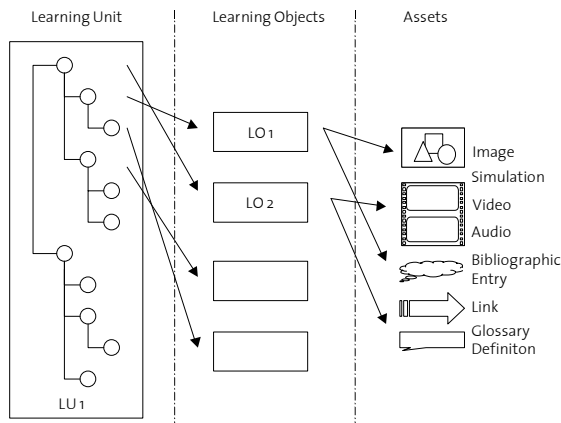 Learning Unit
Learning Objects
Assets
LO 1
LO 2
LU 1
Image
Simulation
Video
Audio
Bibliographic
Entry
Link
Glossary
Definiton